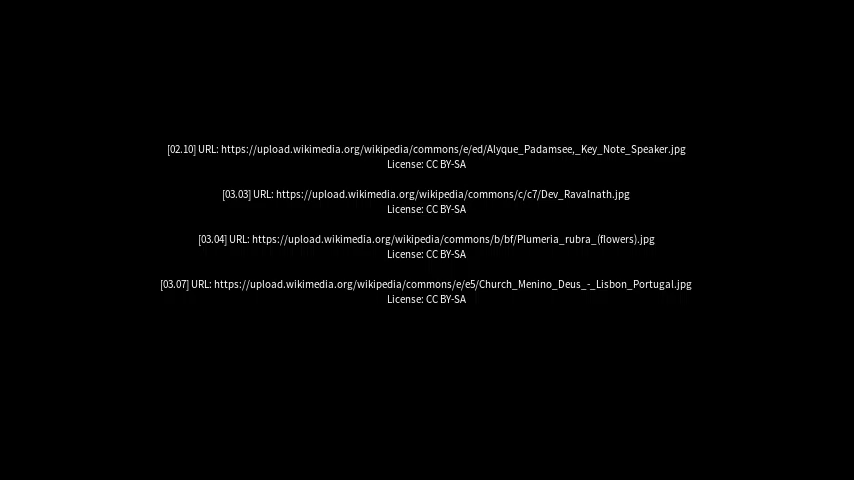 [02.10] URL: https://upload.wikimedia.org/wikipedia/commons/e/ed/Alyque_Padamsee,_Key_Note_Speaker.jpg
License: CC BY-SA
[03.03] URL: https://upload.wikimedia.org/wikipedia/commons/c/c7/Dev_Ravalnath.jpg
License: CC BY-SA
[03.04] URL: https://upload.wikimedia.org/wikipedia/commons/b/bf/Plumeria_rubra_(flowers).jpg
License: CC BY-SA
[03.07] URL: https://upload.wikimedia.org/wikipedia/commons/e/e5/Church_Menino_Deus_-_Lisbon_Portugal.jpg
License: CC BY-SA